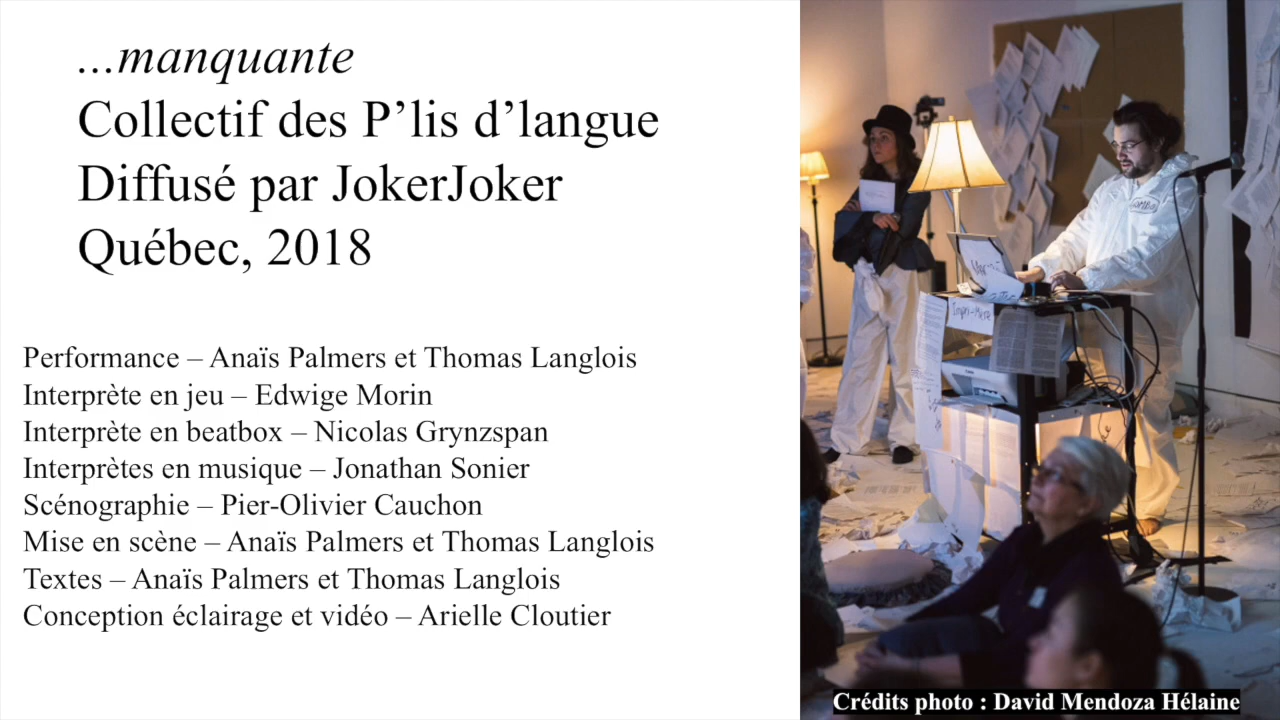 ...manquante
Collectif des P’lis d’langue
Diffusé par JokerJoker
Québec, 2018
Performance – Anaïs Palmers et Thomas Langlois
Interprète en jeu – Edwige Morin
Interprète en beatbox – Nicolas Grynzspan
Interprètes en musique – Jonathan Sonier
Scénographie – Pier-Olivier Cauchon
Mise en scène – Anaïs Palmers et Thomas Langlois
Textes – Anaïs Palmers et Thomas Langlois
Conception éclairage et vidéo – Arielle Cloutier
Crédits photo : David Mendoza Hélaine